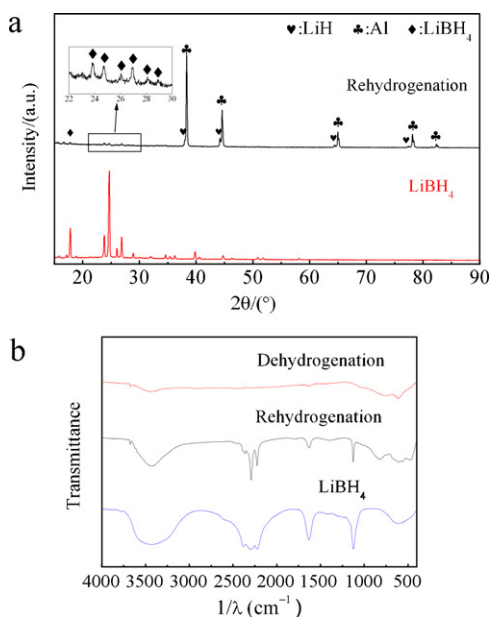 a
♥:LiH ♣:Al ♦:LiBH₄
♦ ♦ ♦ ♦ ♦ ♦
22 24 26 28 30
Rehydrogenation
♦ ♥ ♣ ♥ ♣ ♥ ♣ ♥ ♣ ♣
LiBH₄
Intensity/(a.u.)
20 30 40 50 60 70 80 90
2θ/(°)
b
Dehydrogenation
Rehydrogenation
LiBH₄
Transmittance
4000 3500 3000 2500 2000 1500 1000 500
1/λ (cm⁻¹)